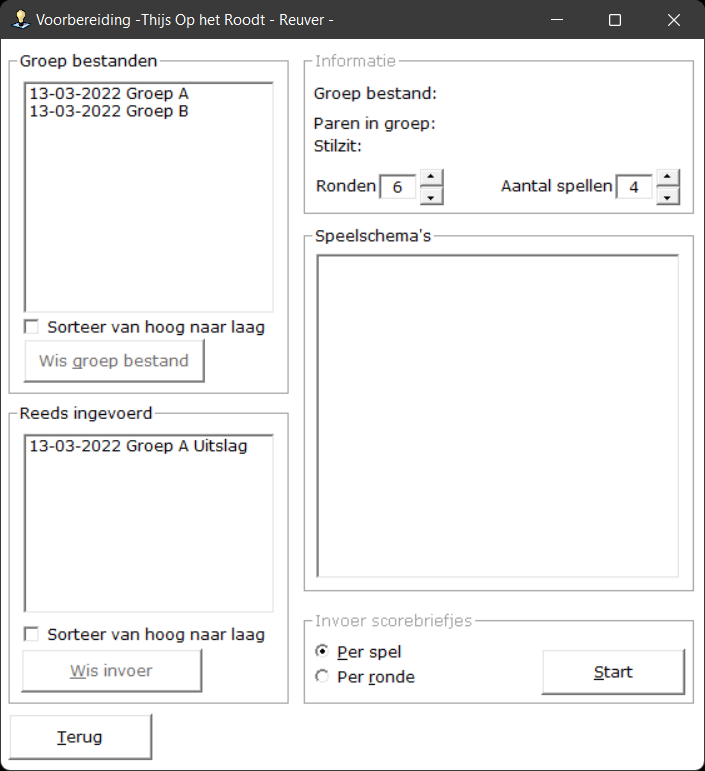 Voorbereiding -Thijs Op het Roodt - Reuver -
Groep bestanden
13-03-2022 Groep A
13-03-2022 Groep B
Sorteer van hoog naar laag
Wis groep bestand
Reeds ingevoerd
13-03-2022 Groep A Uitslag
Sorteer van hoog naar laag
Wis invoer
Terug
Informatie
Groep bestand:
Paren in groep:
Stilzit:
Ronden 6 Aantal spellen 4
Speelschema's
Invoer scorebriefjes
Per spel
Per ronde
Start